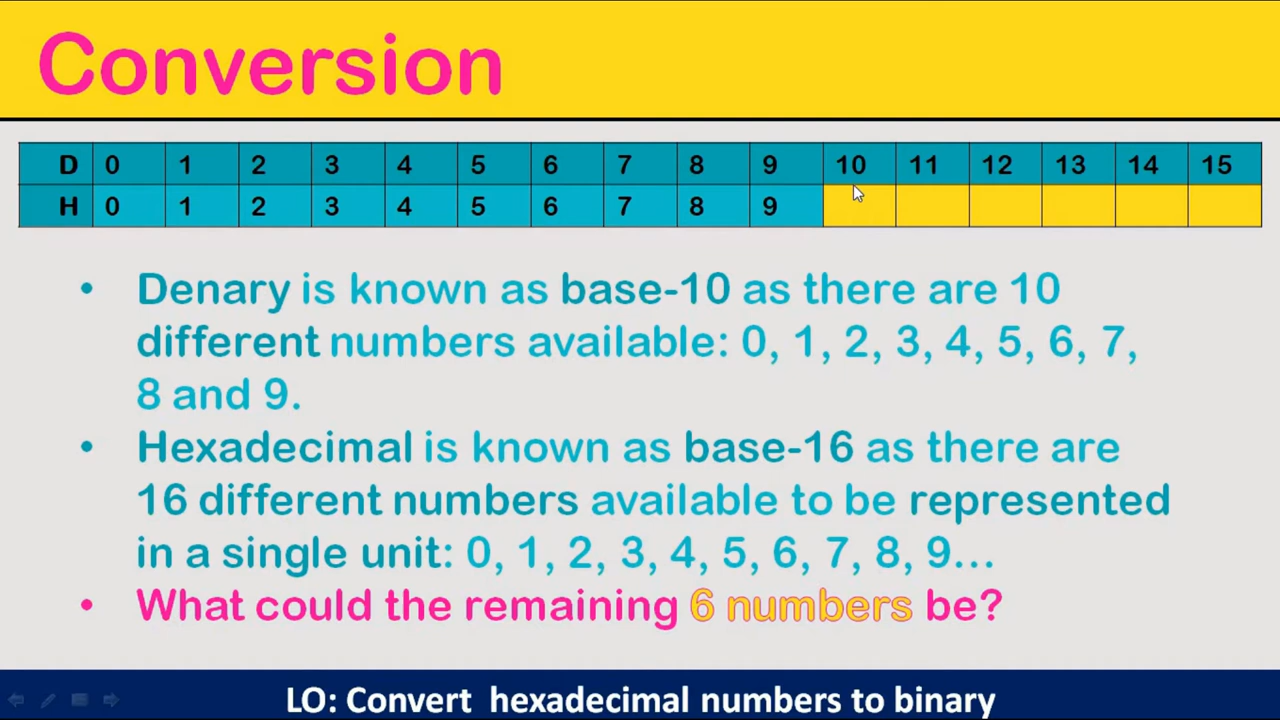 Conversion
D 0 1 2 3 4 5 6 7 8 9 10 11 12 13 14 15
H 0 1 2 3 4 5 6 7 8 9
• Denary is known as base-10 as there are 10
different numbers available: 0, 1, 2, 3, 4, 5, 6, 7,
8 and 9.
• Hexadecimal is known as base-16 as there are
16 different numbers available to be represented
in a single unit: 0, 1, 2, 3, 4, 5, 6, 7, 8, 9...
• What could the remaining 6 numbers be?
LO: Convert hexadecimal numbers to binary